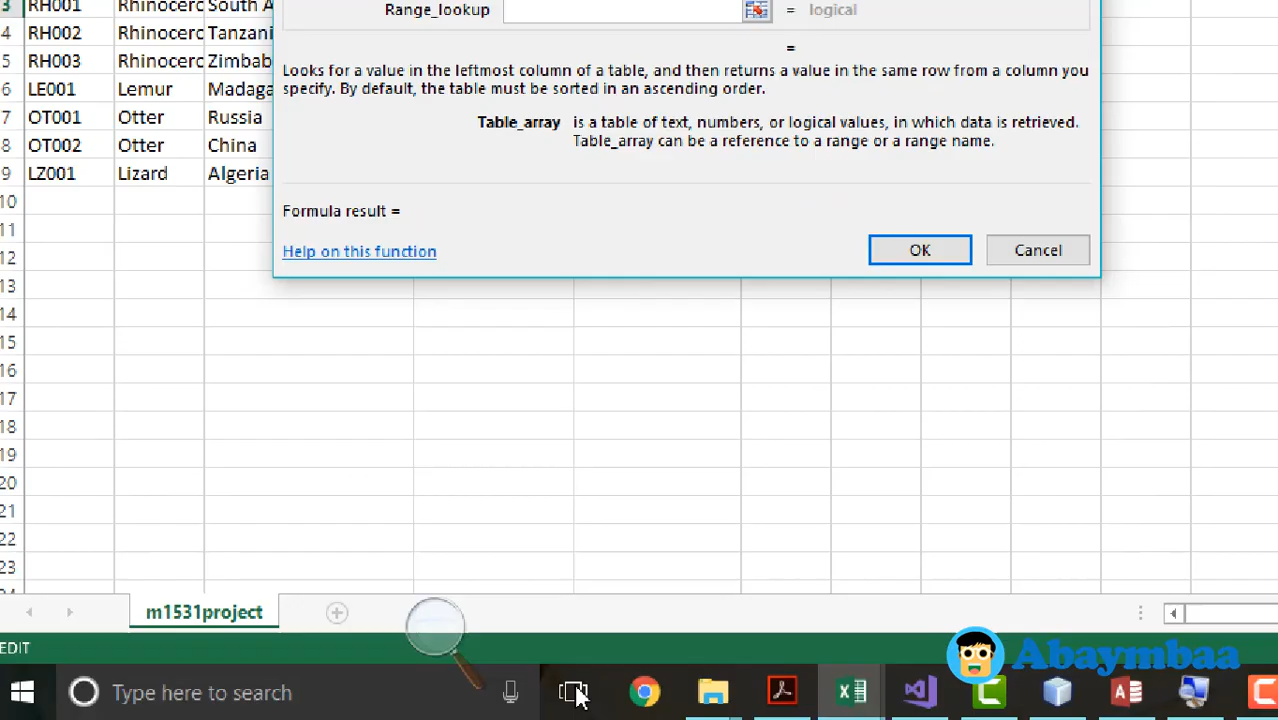 3 RH001 Rhinocerc South A
4 RH002 Rhinocerc Tanzani
5 RH003 Rhinocerc Zimbab
6 LE001 Lemur Madaga
7 OT001 Otter Russia
8 OT002 Otter China
9 LZ001 Lizard Algeria
10
11
12
13
14
15
16
17
18
19
20
21
22
23
Range_lookup = logical
=
Looks for a value in the leftmost column of a table, and then returns a value in the same row from a column you
specify. By default, the table must be sorted in an ascending order.
Table_array is a table of text, numbers, or logical values, in which data is retrieved.
Table_array can be a reference to a range or a range name.
Formula result =
Help on this function
OK
Cancel
m1531project
EDIT
Abaymbaa
Type here to search